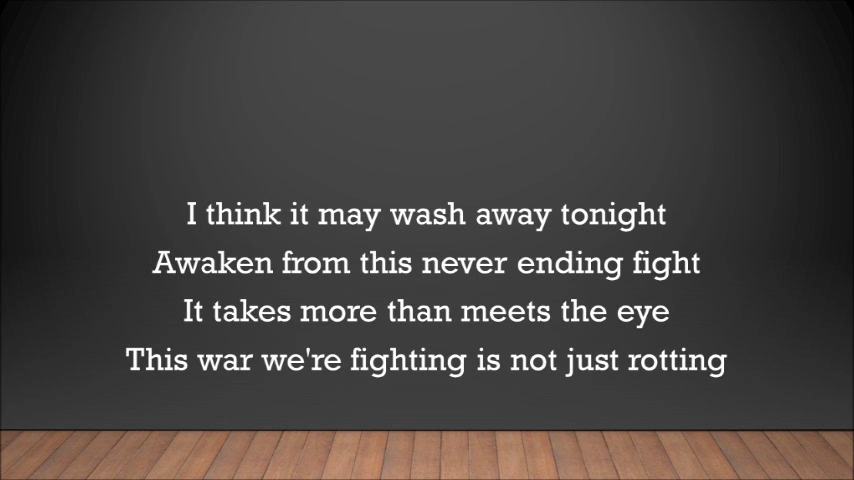 I think it may wash away tonight
Awaken from this never ending fight
It takes more than meets the eye
This war we're fighting is not just rotting